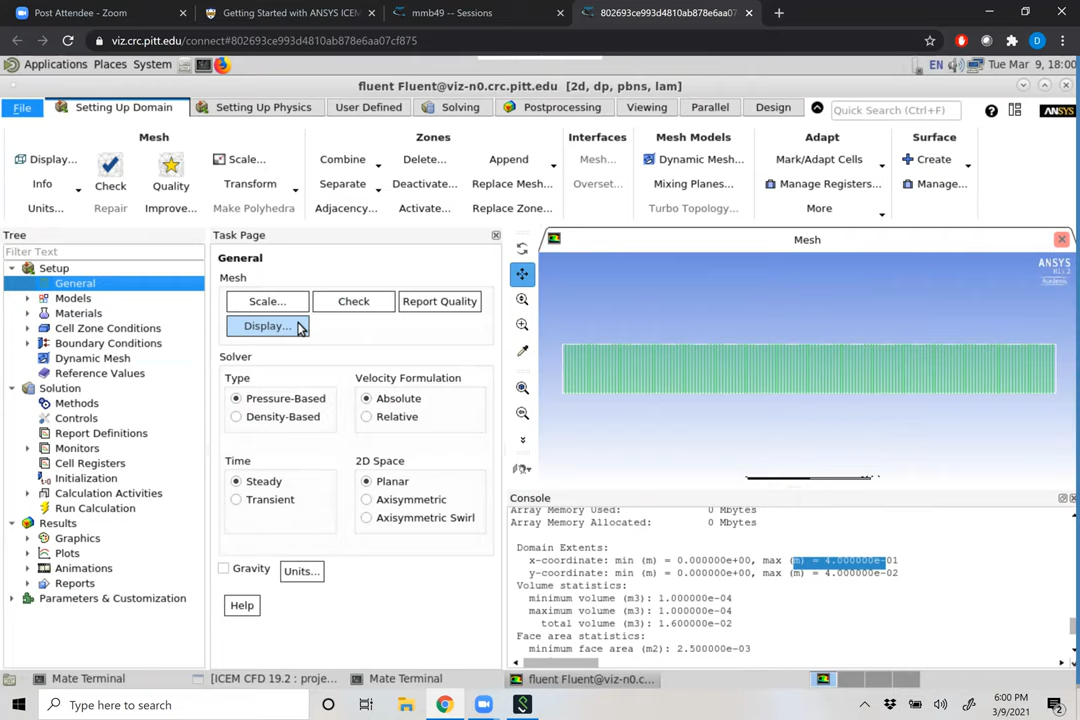 Post Attendee - Zoom
Getting Started with ANSYS ICEM
mmb49 -- Sessions
802693ce993d4810ab878e6aa07
viz.crc.pitt.edu/connect#802693ce993d4810ab878e6aa07cf875
D
Applications Places System
EN
Tue Mar 9, 18:00
fluent Fluent@viz-n0.crc.pitt.edu [2d, dp, pbns, lam]
File
Setting Up Domain
Setting Up Physics
User Defined
Solving
Postprocessing
Viewing
Parallel
Design
Quick Search (Ctrl+F)
ANSYS
Mesh
Zones
Interfaces
Mesh Models
Adapt
Surface
Display...
Scale...
Combine
Delete...
Append
Mesh...
Dynamic Mesh...
Mark/Adapt Cells
Create
Info
Check
Quality
Transform
Separate
Deactivate...
Replace Mesh...
Overset...
Mixing Planes...
Manage Registers...
Manage...
Units...
Repair
Improve...
Make Polyhedra
Adjacency...
Activate...
Replace Zone...
Turbo Topology...
More
Tree
Filter Text
Setup
General
Models
Materials
Cell Zone Conditions
Boundary Conditions
Dynamic Mesh
Reference Values
Solution
Methods
Controls
Report Definitions
Monitors
Cell Registers
Initialization
Calculation Activities
Run Calculation
Results
Graphics
Plots
Animations
Reports
Parameters & Customization
Task Page
General
Mesh
Scale...
Check
Report Quality
Display...
Solver
Type
Velocity Formulation
Pressure-Based
Absolute
Density-Based
Relative
Time
2D Space
Steady
Planar
Transient
Axisymmetric
Axisymmetric Swirl
Gravity
Units...
Help
Mesh
ANSYS
R19.2
Academic
Console
Array Memory Used: 0 Mbytes
Array Memory Allocated: 0 Mbytes
Domain Extents:
x-coordinate: min (m) = 0.000000e+00, max (m) = 4.000000e-01
y-coordinate: min (m) = 0.000000e+00, max (m) = 4.000000e-02
Volume statistics:
minimum volume (m3): 1.000000e-04
maximum volume (m3): 1.000000e-04
total volume (m3): 1.600000e-02
Face area statistics:
minimum face area (m2): 2.500000e-03
Mate Terminal
[ICEM CFD 19.2 : proje...
Mate Terminal
fluent Fluent@viz-n0.c...
Type here to search
6:00 PM
3/9/2021
2